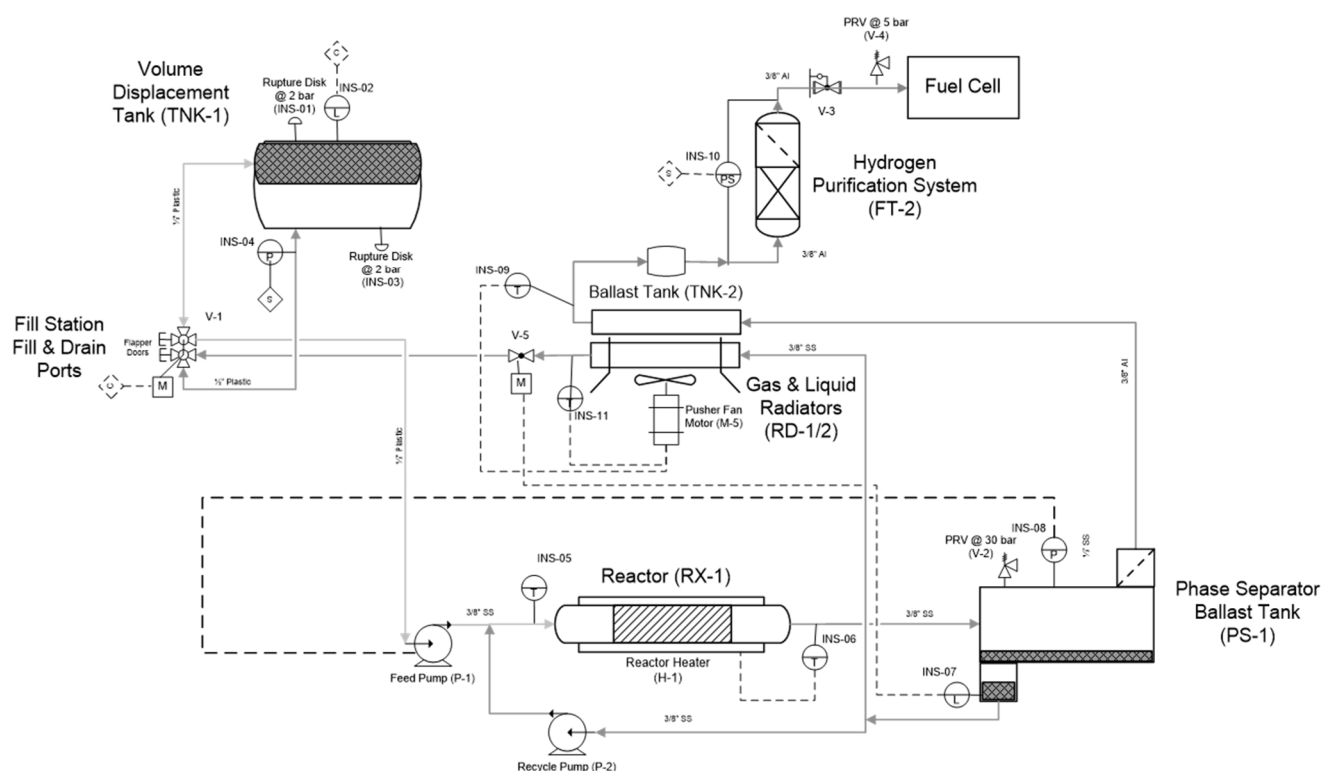 Volume
Displacement
Tank (TNK-1)
C
INS-02
Rupture Disk
@ 2 bar
(INS-01)
L
½" Plastic
INS-04
P
S
Rupture Disk
@ 2 bar
(INS-03)
V-1
Fill Station
Fill & Drain
Ports
Flapper
Doors
C
M
½" Plastic
½" Plastic
PRV @ 5 bar
(V-4)
3/8" Al
V-3
Fuel Cell
INS-10
S
PS
Hydrogen
Purification System
(FT-2)
3/8" Al
INS-09
T
Ballast Tank (TNK-2)
V-5
M
3/8" SS
T
INS-11
Pusher Fan
Motor (M-5)
Gas & Liquid
Radiators
(RD-1/2)
3/8" Al
INS-08
P
½" SS
PRV @ 30 bar
(V-2)
Phase Separator
Ballast Tank
(PS-1)
INS-05
T
Reactor (RX-1)
3/8" SS
3/8" SS
INS-06
T
Reactor Heater
(H-1)
INS-07
L
Feed Pump (P-1)
3/8" SS
Recycle Pump (P-2)